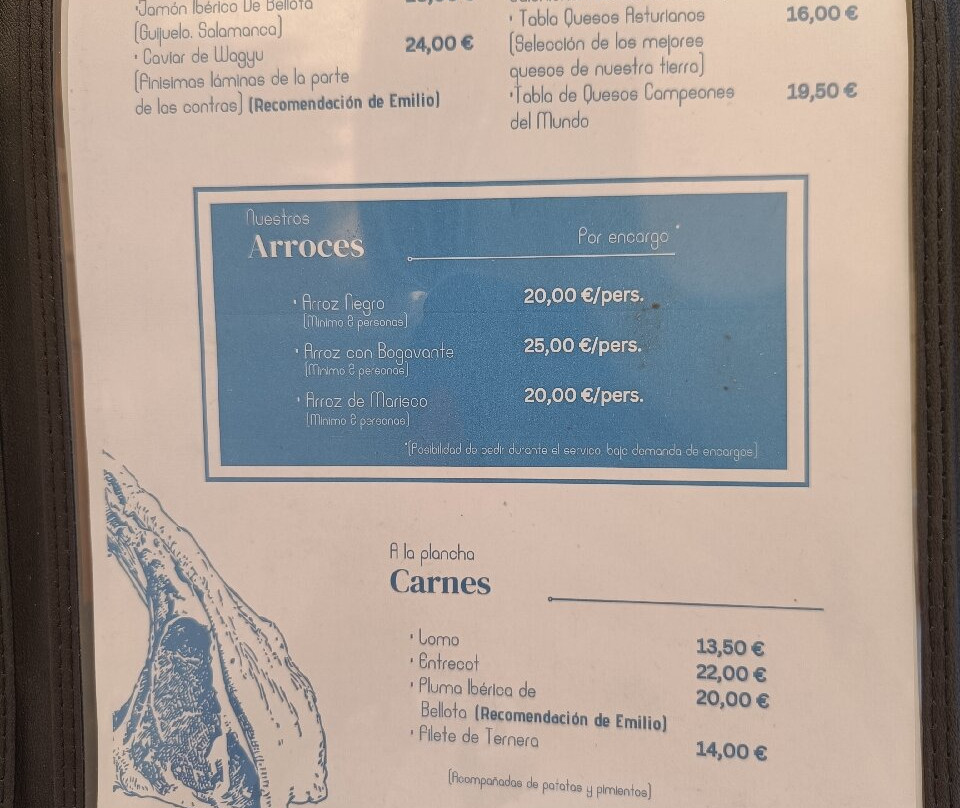 · Jamón Ibérico De Bellota
(Guijuelo. Salamanca)
· Caviar de Wagyu 24,00 €
(Finisimas láminas de la parte
de las contras) (Recomendación de Emilio)
· Tabla Quesos Asturianos 16,00 €
(Selección de los mejores
quesos de nuestra tierra)
· Tabla de Quesos Campeones 19,50 €
del Mundo
Nuestros
Arroces
Por encargo *
· Arroz Negro 20,00 €/pers.
(Mínimo 2 personas)
· Arroz con Bogavante 25,00 €/pers.
(Mínimo 2 personas)
· Arroz de Marisco 20,00 €/pers.
(Mínimo 2 personas)
*(Posibilidad de pedir durante el servicio, bajo demanda de encargos)
A la plancha
Carnes
· Lomo 13,50 €
· Entrecot 22,00 €
· Pluma Ibérica de 20,00 €
Bellota (Recomendación de Emilio)
· Filete de Ternera 14,00 €
(Acompañadas de patatas y pimientos)